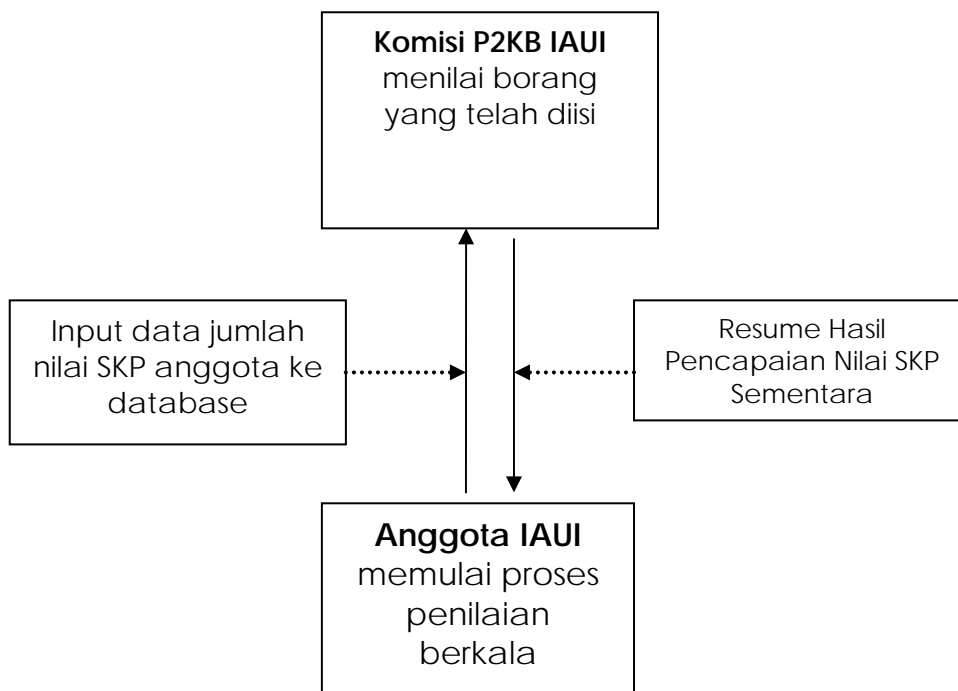 Komisi P2KB IAUI
menilai borang
yang telah diisi
Input data jumlah
nilai SKP anggota ke
database
Resume Hasil
Pencapaian Nilai SKP
Sementara
Anggota IAUI
memulai proses
penilaian
berkala